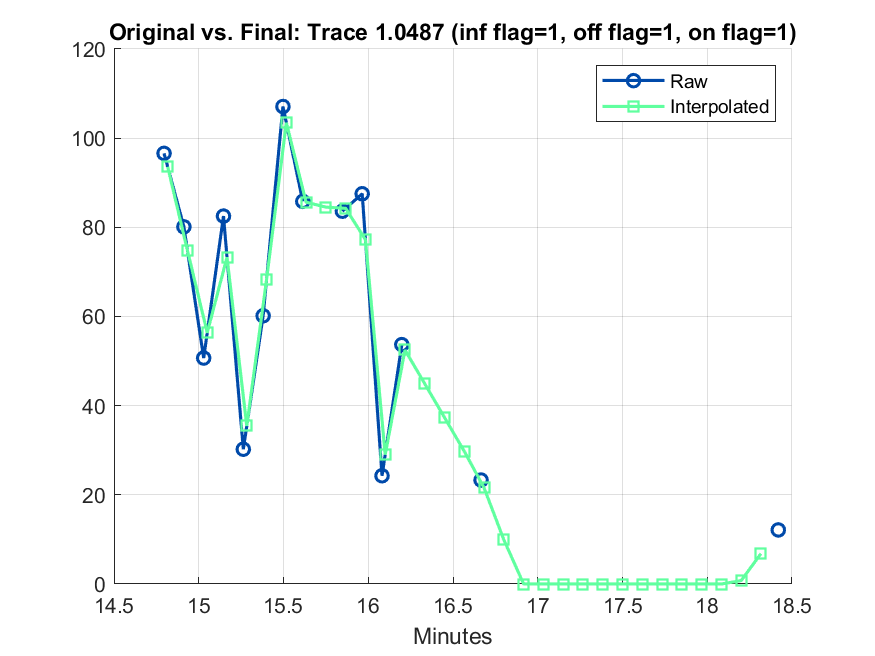 Original vs. Final: Trace 1.0487 (inf flag=1, off flag=1, on flag=1)
120
100
80
60
40
20
0
Raw
Interpolated
14.5 15 15.5 16 16.5 17 17.5 18 18.5
Minutes